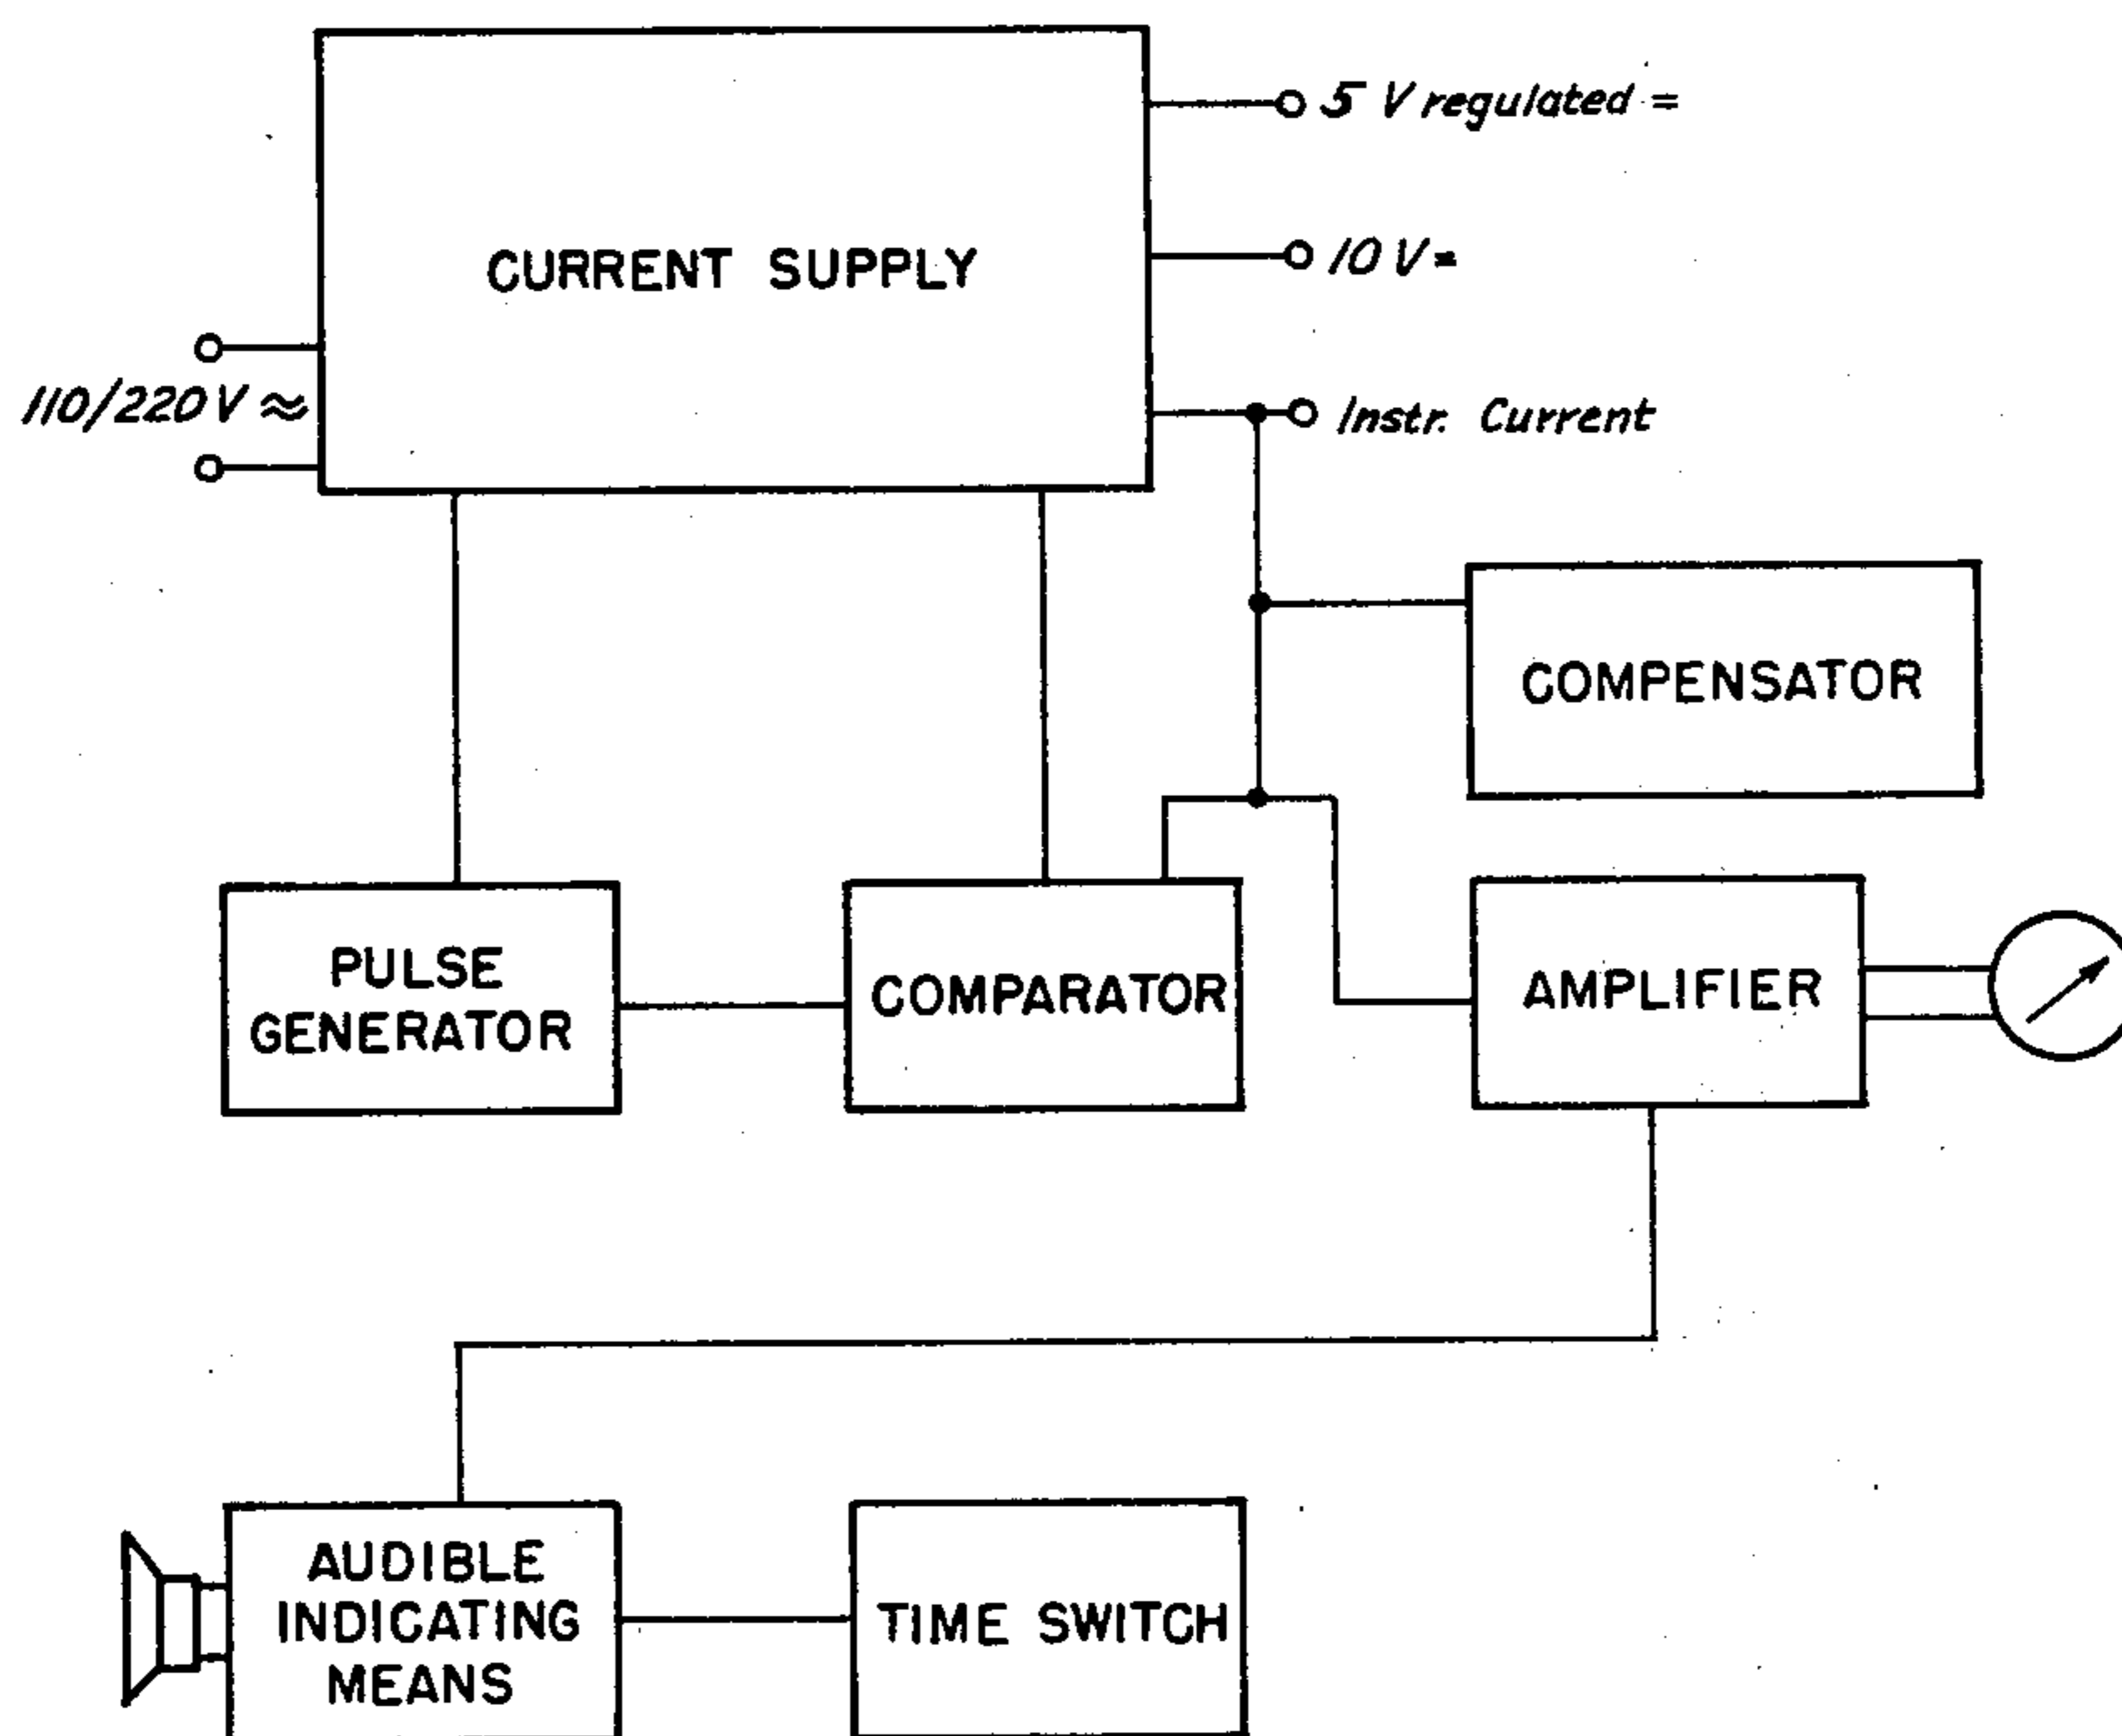 5 V regulated =
CURRENT SUPPLY
10 V=
110/220 V ≈
Instr. Current
COMPENSATOR
PULSE
GENERATOR
COMPARATOR
AMPLIFIER
AUDIBLE
INDICATING
MEANS
TIME SWITCH